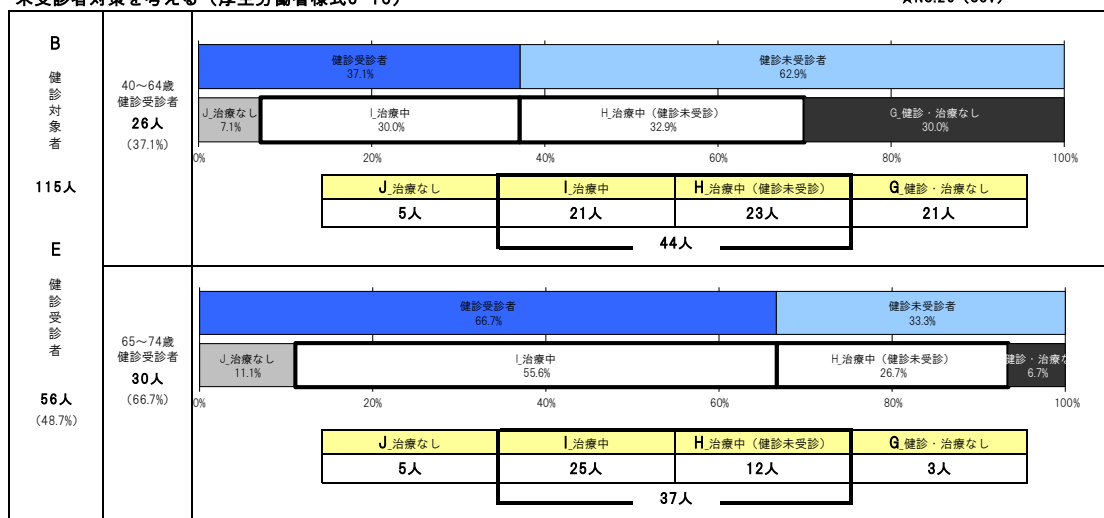 B
健診対象者
115人
E
健診受診者
56人
(48.7%)
40～64歳
健診受診者
26人
(37.1%)
健診受診者
37.1%
健診未受診者
62.9%
J_治療なし
7.1%
I_治療中
30.0%
H_治療中（健診未受診）
32.9%
G_健診・治療なし
30.0%
0% 20% 40% 60% 80% 100%
J_治療なし I_治療中 H_治療中（健診未受診） G_健診・治療なし
5人 21人 23人 21人
44人
65～74歳
健診受診者
30人
(66.7%)
健診受診者
66.7%
健診未受診者
33.3%
J_治療なし
11.1%
I_治療中
55.6%
H_治療中（健診未受診）
26.7%
健診・治療な
6.7%
0% 20% 40% 60% 80% 100%
J_治療なし I_治療中 H_治療中（健診未受診） G_健診・治療なし
5人 25人 12人 3人
37人